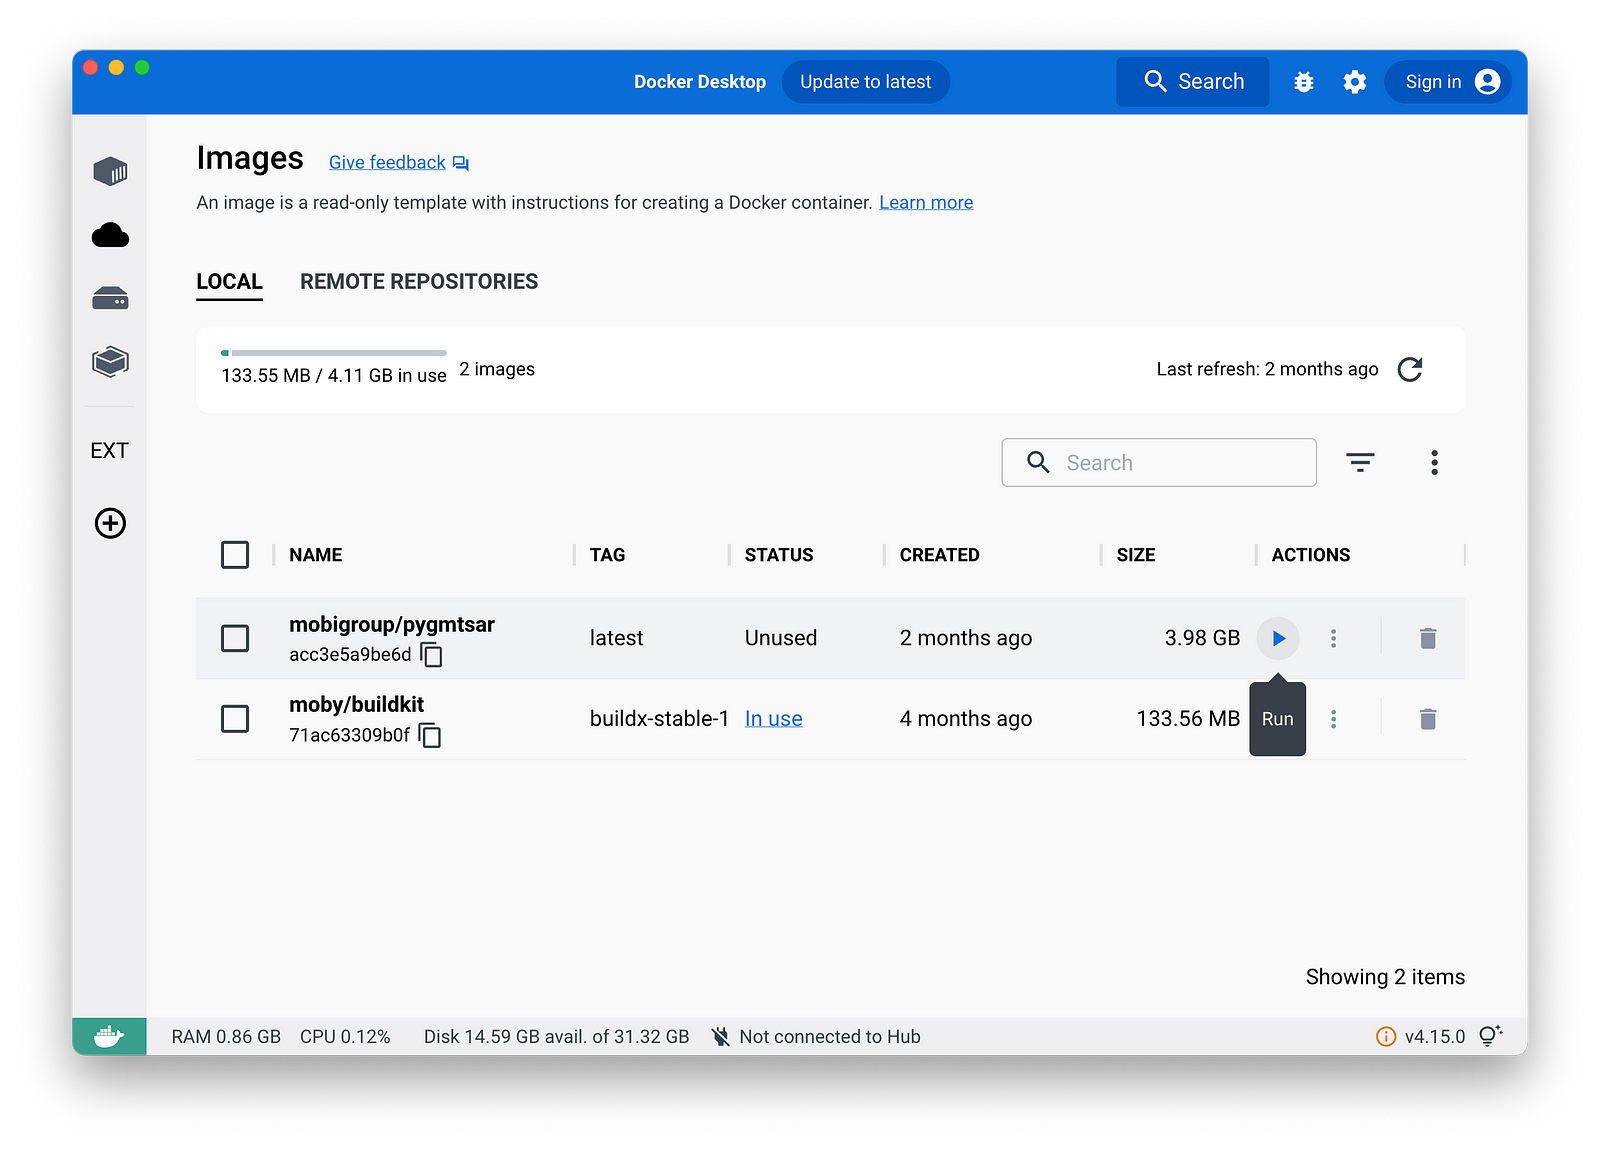 Docker Desktop Update to latest Search Sign in
Images Give feedback
An image is a read-only template with instructions for creating a Docker container. Learn more
LOCAL REMOTE REPOSITORIES
133.55 MB / 4.11 GB in use 2 images Last refresh: 2 months ago
EXT
Search
NAME TAG STATUS CREATED SIZE ACTIONS
mobigroup/pygmtsar
acc3e5a9be6d latest Unused 2 months ago 3.98 GB
moby/buildkit
71ac63309b0f buildx-stable-1 In use 4 months ago 133.56 MB Run
Showing 2 items
RAM 0.86 GB CPU 0.12% Disk 14.59 GB avail. of 31.32 GB Not connected to Hub v4.15.0